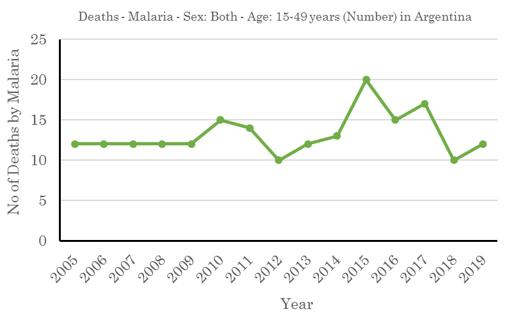 Deaths - Malaria - Sex: Both - Age: 15-49 years (Number) in Argentina
25
20
15
10
5
0
No of Deaths by Malaria
2005 2006 2007 2008 2009 2010 2011 2012 2013 2014 2015 2016 2017 2018 2019
Year